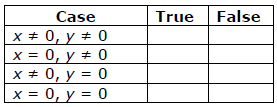 Case True False
x ≠ 0, y ≠ 0
x = 0, y ≠ 0
x ≠ 0, y = 0
x = 0, y = 0